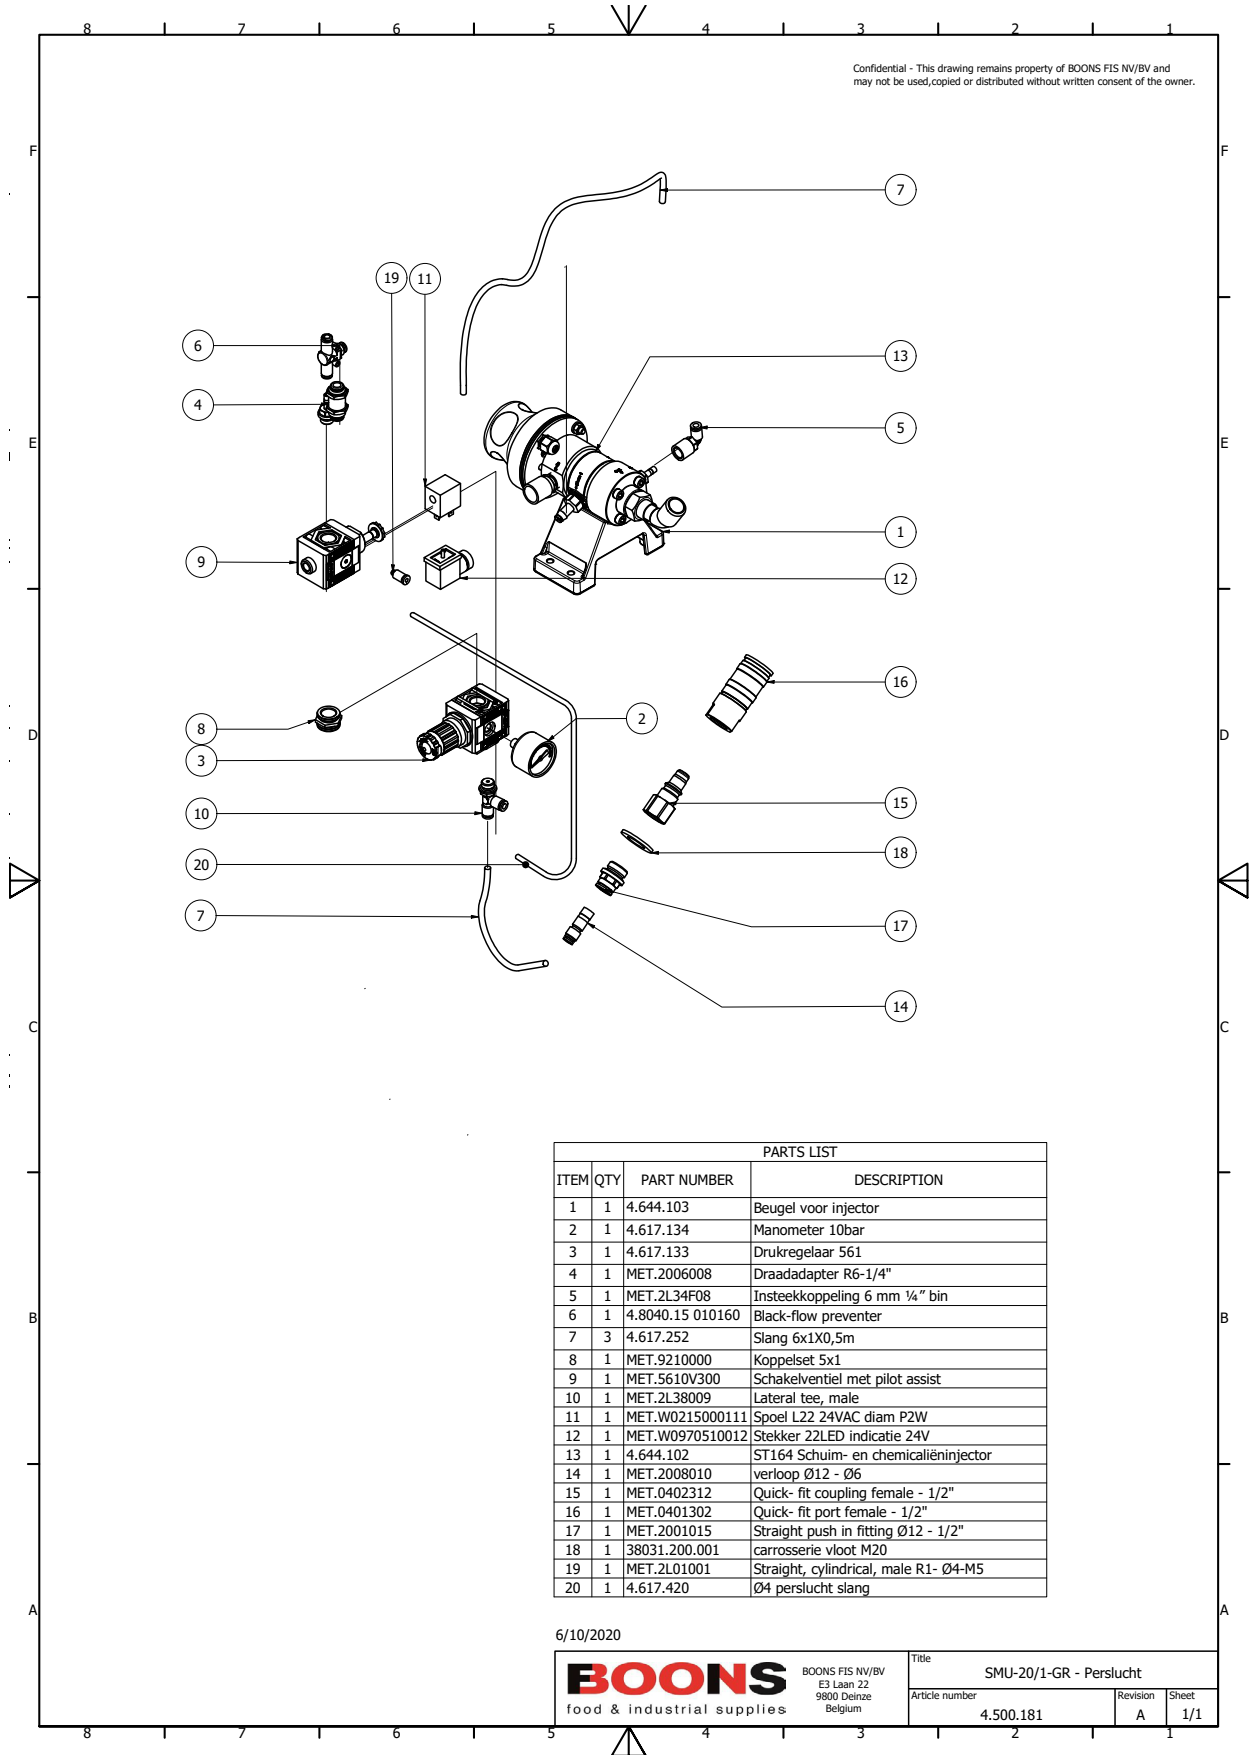 8 7 6 5 4 3 2 1
Confidential - This drawing remains property of BOONS FIS NV/BV and
may not be used,copied or distributed without written consent of the owner.
F F
7
19 11
6
13
4
5
E E
1
9
12
16
2
8
D D
3
15
10
18
20
7
17
14
C C
PARTS LIST
ITEM QTY PART NUMBER DESCRIPTION
1 1 4.644.103 Beugel voor injector
2 1 4.617.134 Manometer 10bar
3 1 4.617.133 Drukregelaar 561
4 1 MET.2006008 Draadadapter R6-1/4"
5 1 MET.2L34F08 Insteekkoppeling 6 mm ¼” bin
B B
6 1 4.8040.15 010160 Black-flow preventer
7 3 4.617.252 Slang 6x1X0,5m
8 1 MET.9210000 Koppelset 5x1
9 1 MET.5610V300 Schakelventiel met pilot assist
10 1 MET.2L38009 Lateral tee, male
11 1 MET.W0215000111 Spoel L22 24VAC diam P2W
12 1 MET.W0970510012 Stekker 22LED indicatie 24V
13 1 4.644.102 ST164 Schuim- en chemicaliëninjector
14 1 MET.2008010 verloop Ø12 - Ø6
15 1 MET.0402312 Quick- fit coupling female - 1/2"
16 1 MET.0401302 Quick- fit port female - 1/2"
17 1 MET.2001015 Straight push in fitting Ø12 - 1/2"
18 1 38031.200.001 carrosserie vloot M20
19 1 MET.2L01001 Straight, cylindrical, male R1- Ø4-M5
20 1 4.617.420 Ø4 perslucht slang
A A
6/10/2020
BOONS
food & industrial supplies
BOONS FIS NV/BV
E3 Laan 22
9800 Deinze
Belgium
Title
SMU-20/1-GR - Perslucht
Article number
4.500.181
Revision
A
Sheet
1/1
8 7 6 5 4 3 2 1